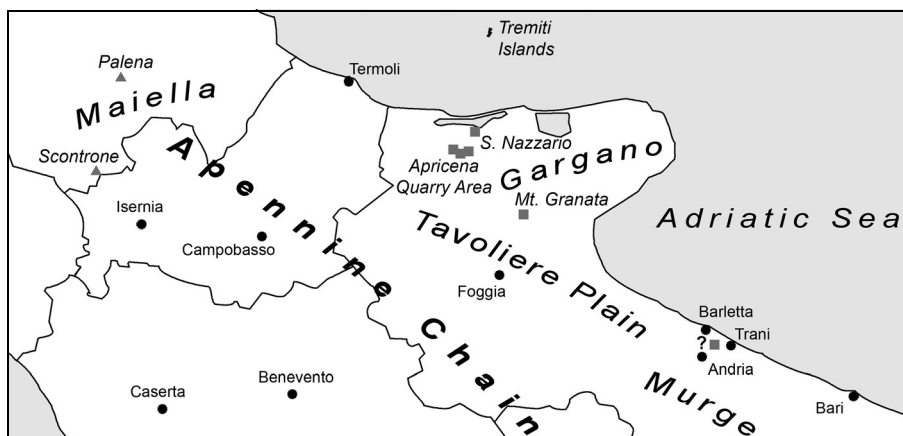 Tremiti
Islands
Palena
Termoli
Maiella
S. Nazzario
Scontrone
Apricena
Quarry Area
Gargano
Apennine Chain
Mt. Granata
Isernia
Adriatic Sea
Campobasso
Tavoliere Plain
Foggia
Barletta
Trani
?
Andria
Caserta
Benevento
Murge
Bari